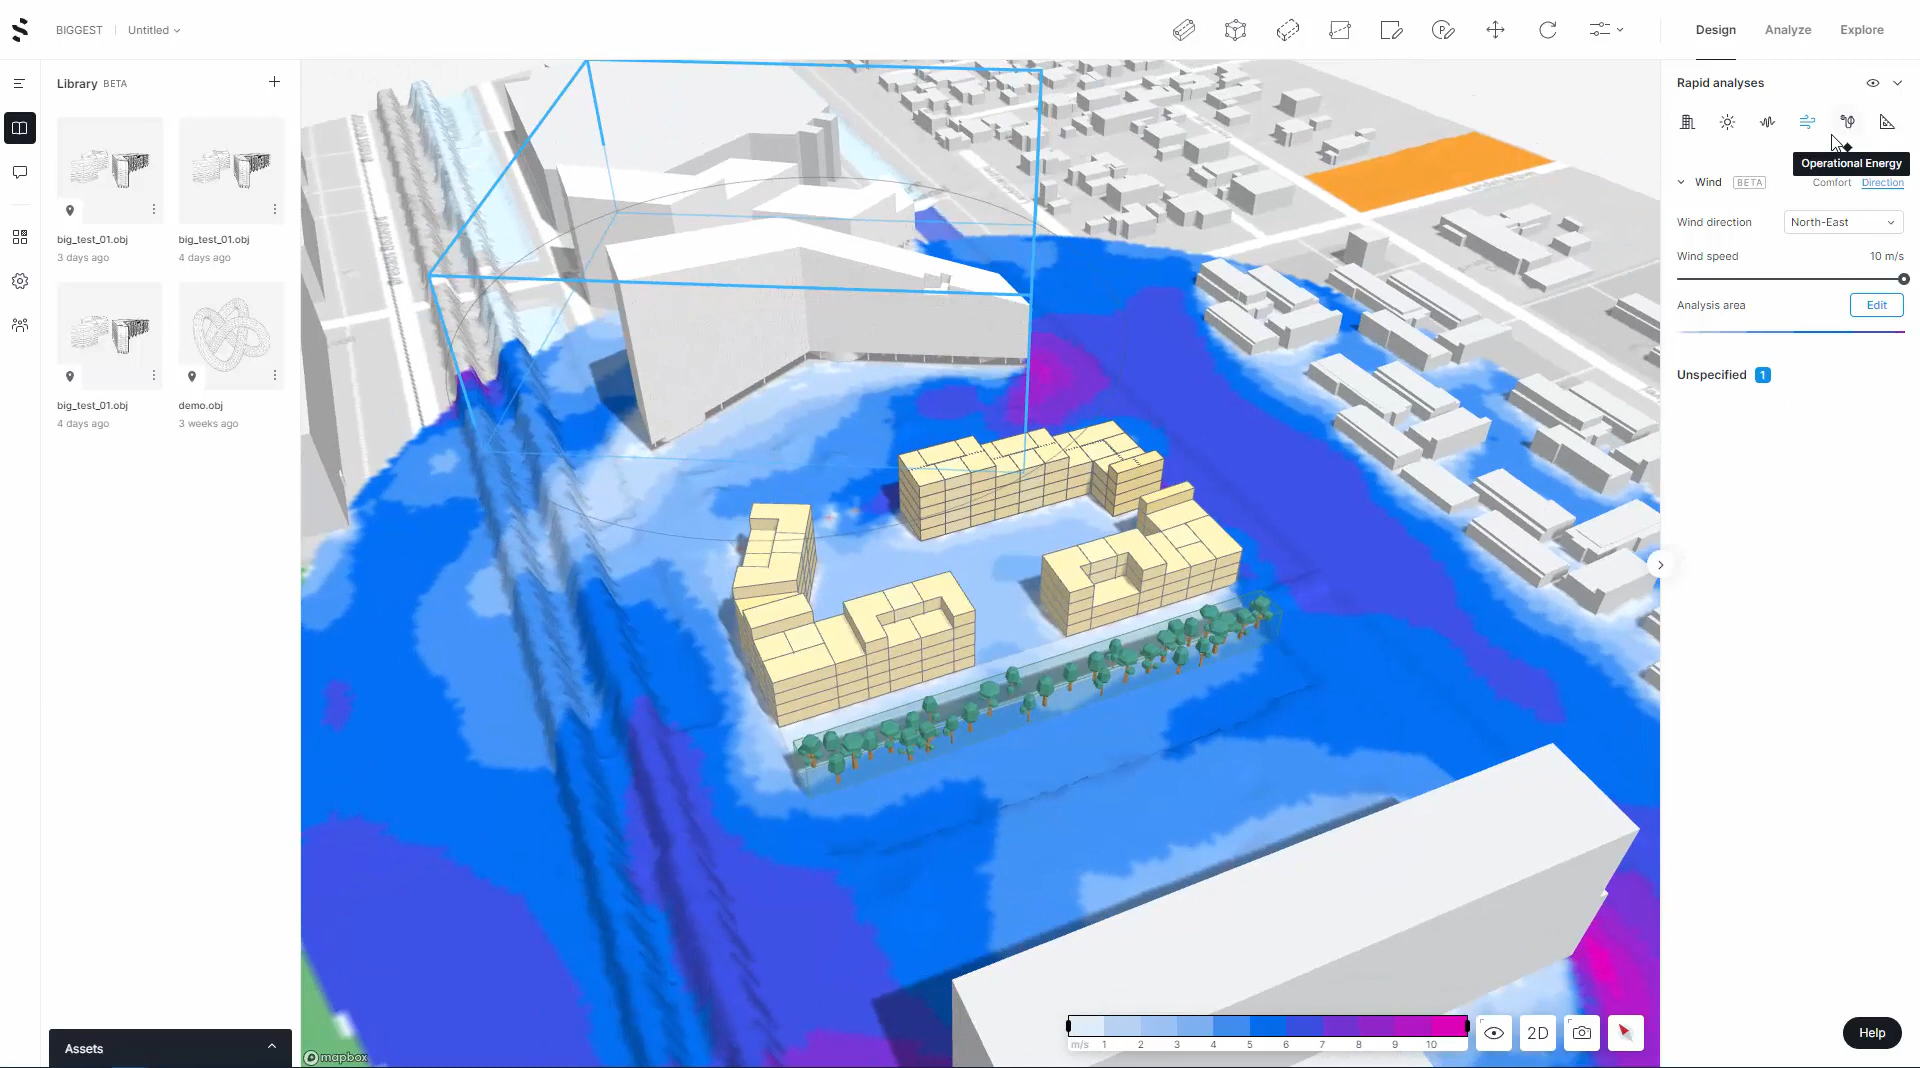 BIGGEST
Untitled
Design
Analyze
Explore
Library BETA
big_test_01.obj
3 days ago
big_test_01.obj
4 days ago
big_test_01.obj
4 days ago
demo.obj
3 weeks ago
Assets
Rapid analyses
Operational Energy
Wind BETA Comfort Direction
Wind direction North-East
Wind speed 10 m/s
Analysis area Edit
Unspecified 1
m/s 1 2 3 4 5 6 7 8 9 10
2D
Help
mapbox